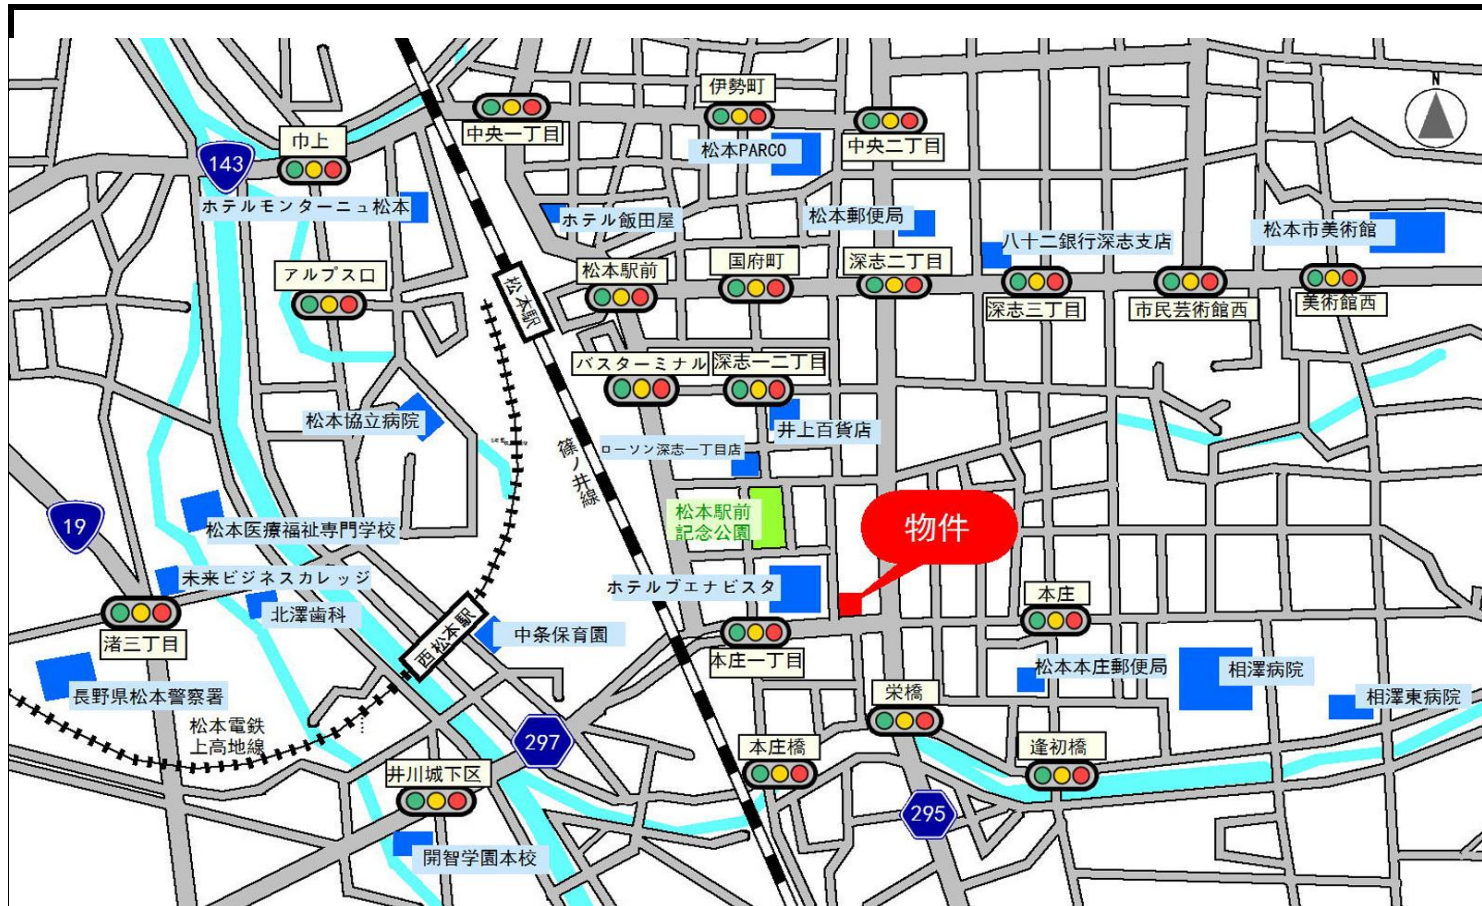 伊勢町
中央一丁目
巾上
松本PARCO
中央二丁目
N
143
ホテルモンターニュ松本
ホテル飯田屋
松本郵便局
八十二銀行深志支店
松本市美術館
アルプス口
松本駅
松本駅前
国府町
深志二丁目
深志三丁目
市民芸術館西
美術館西
バスターミナル
深志一二丁目
松本協立病院
井上百貨店
ローソン深志一丁目店
篠ノ井線
19
松本医療福祉専門学校
松本駅前
記念公園
物件
未来ビジネスカレッジ
北澤歯科
ホテルブエナビスタ
本庄
渚三丁目
西松本駅
中条保育園
本庄一丁目
長野県松本警察署
松本本庄郵便局
相澤病院
相澤東病院
栄橋
松本電鉄
上高地線
297
本庄橋
逢初橋
井川城下区
295
開智学園本校